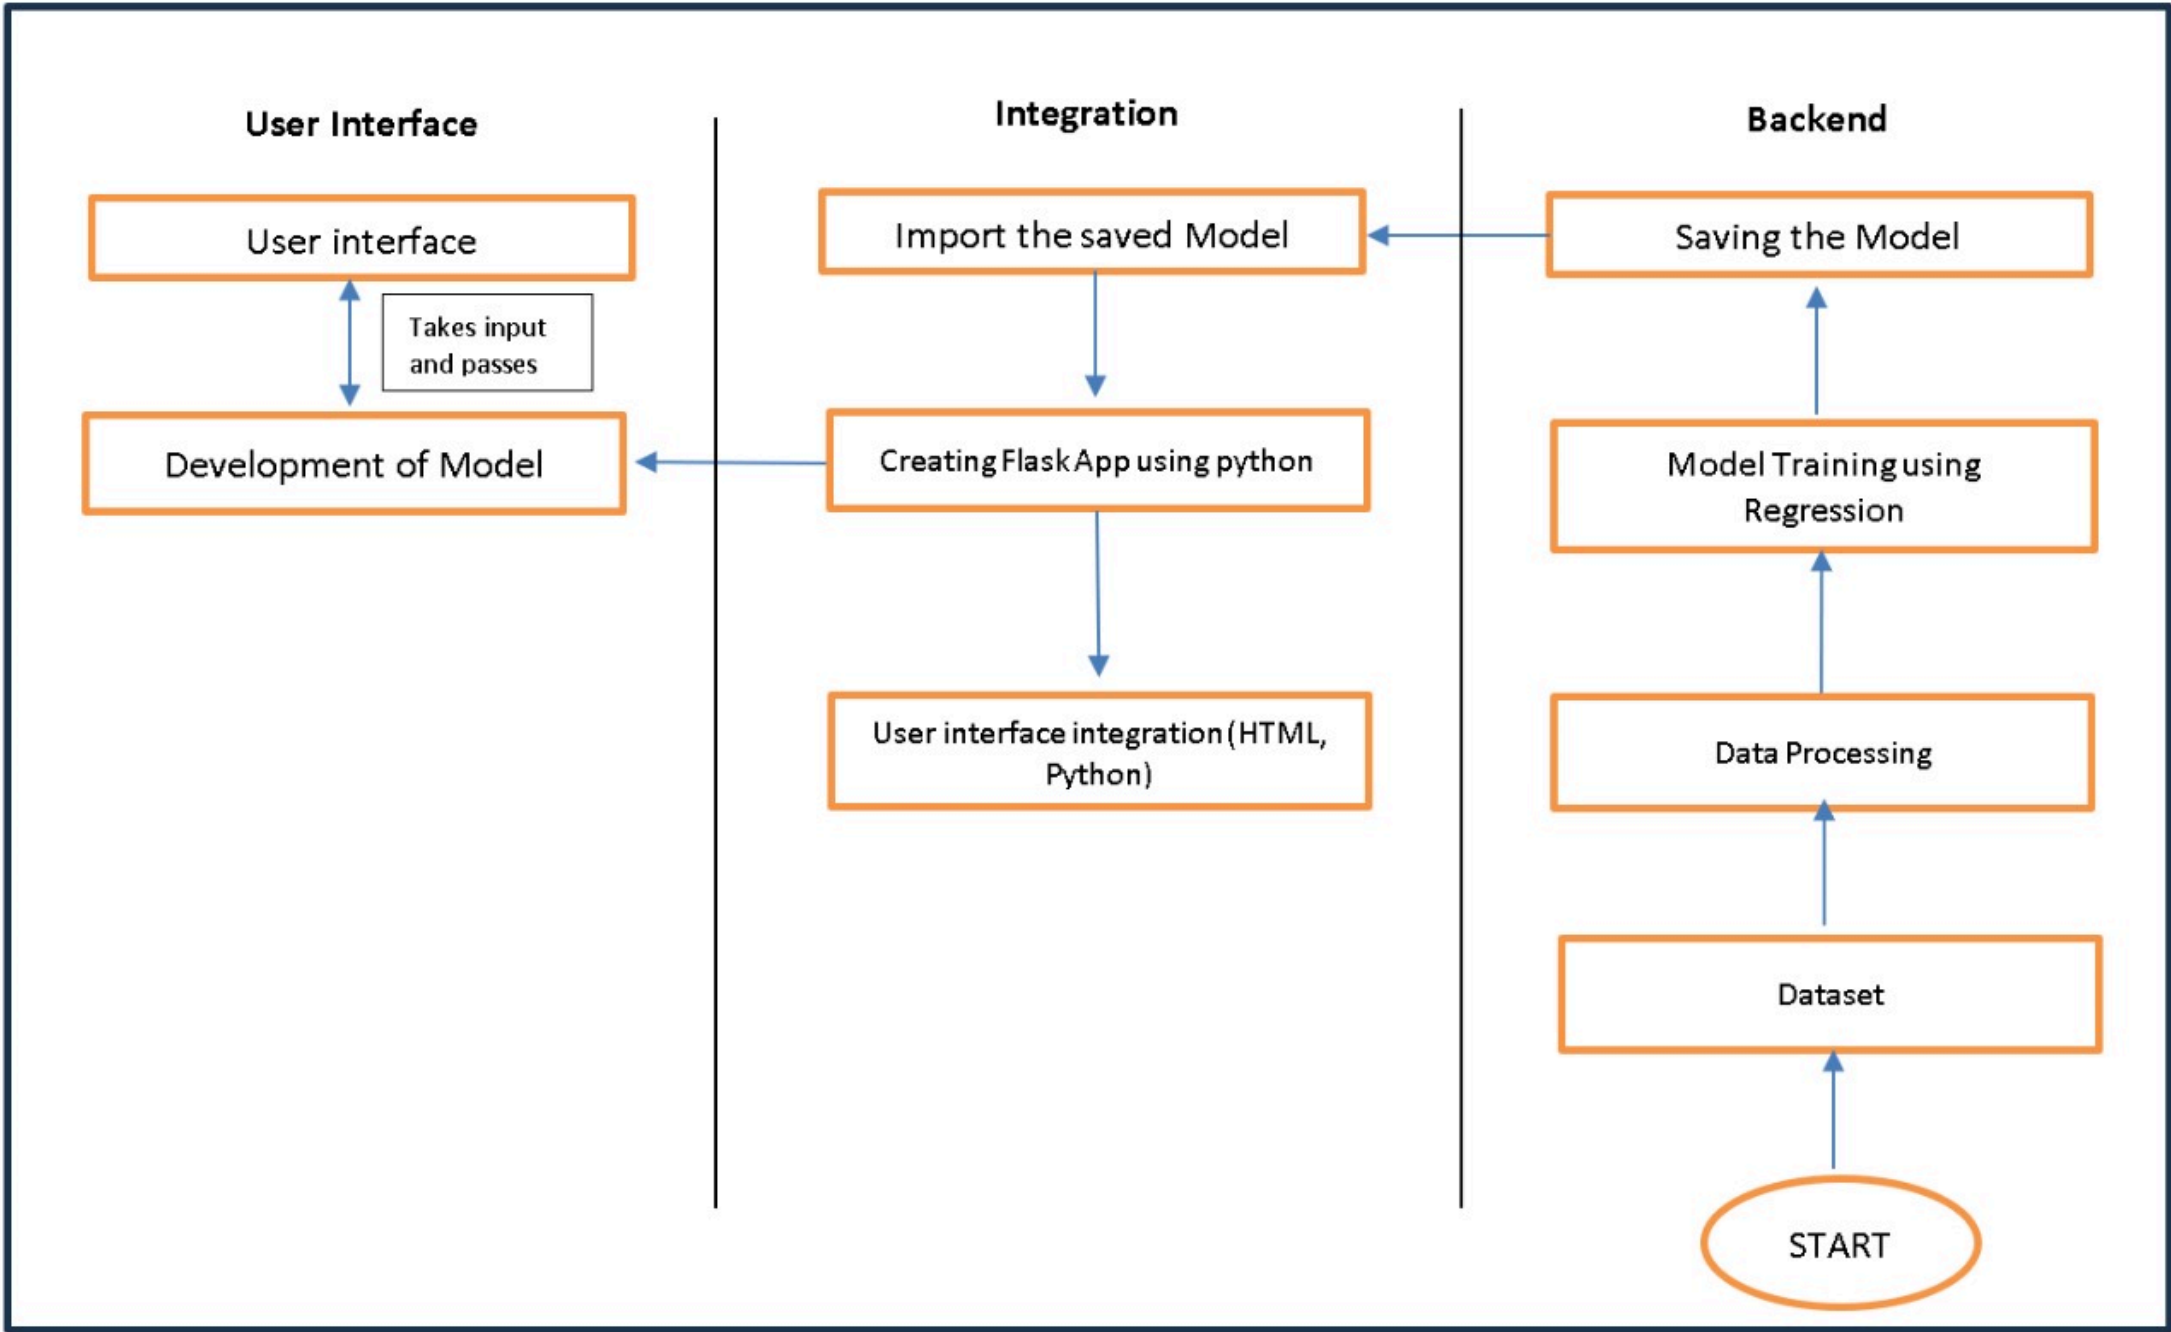 User Interface
User interface
Takes input
and passes
Development of Model
Integration
Import the saved Model
Creating Flask App using python
User interface integration (HTML,
Python)
Backend
Saving the Model
Model Training using
Regression
Data Processing
Dataset
START